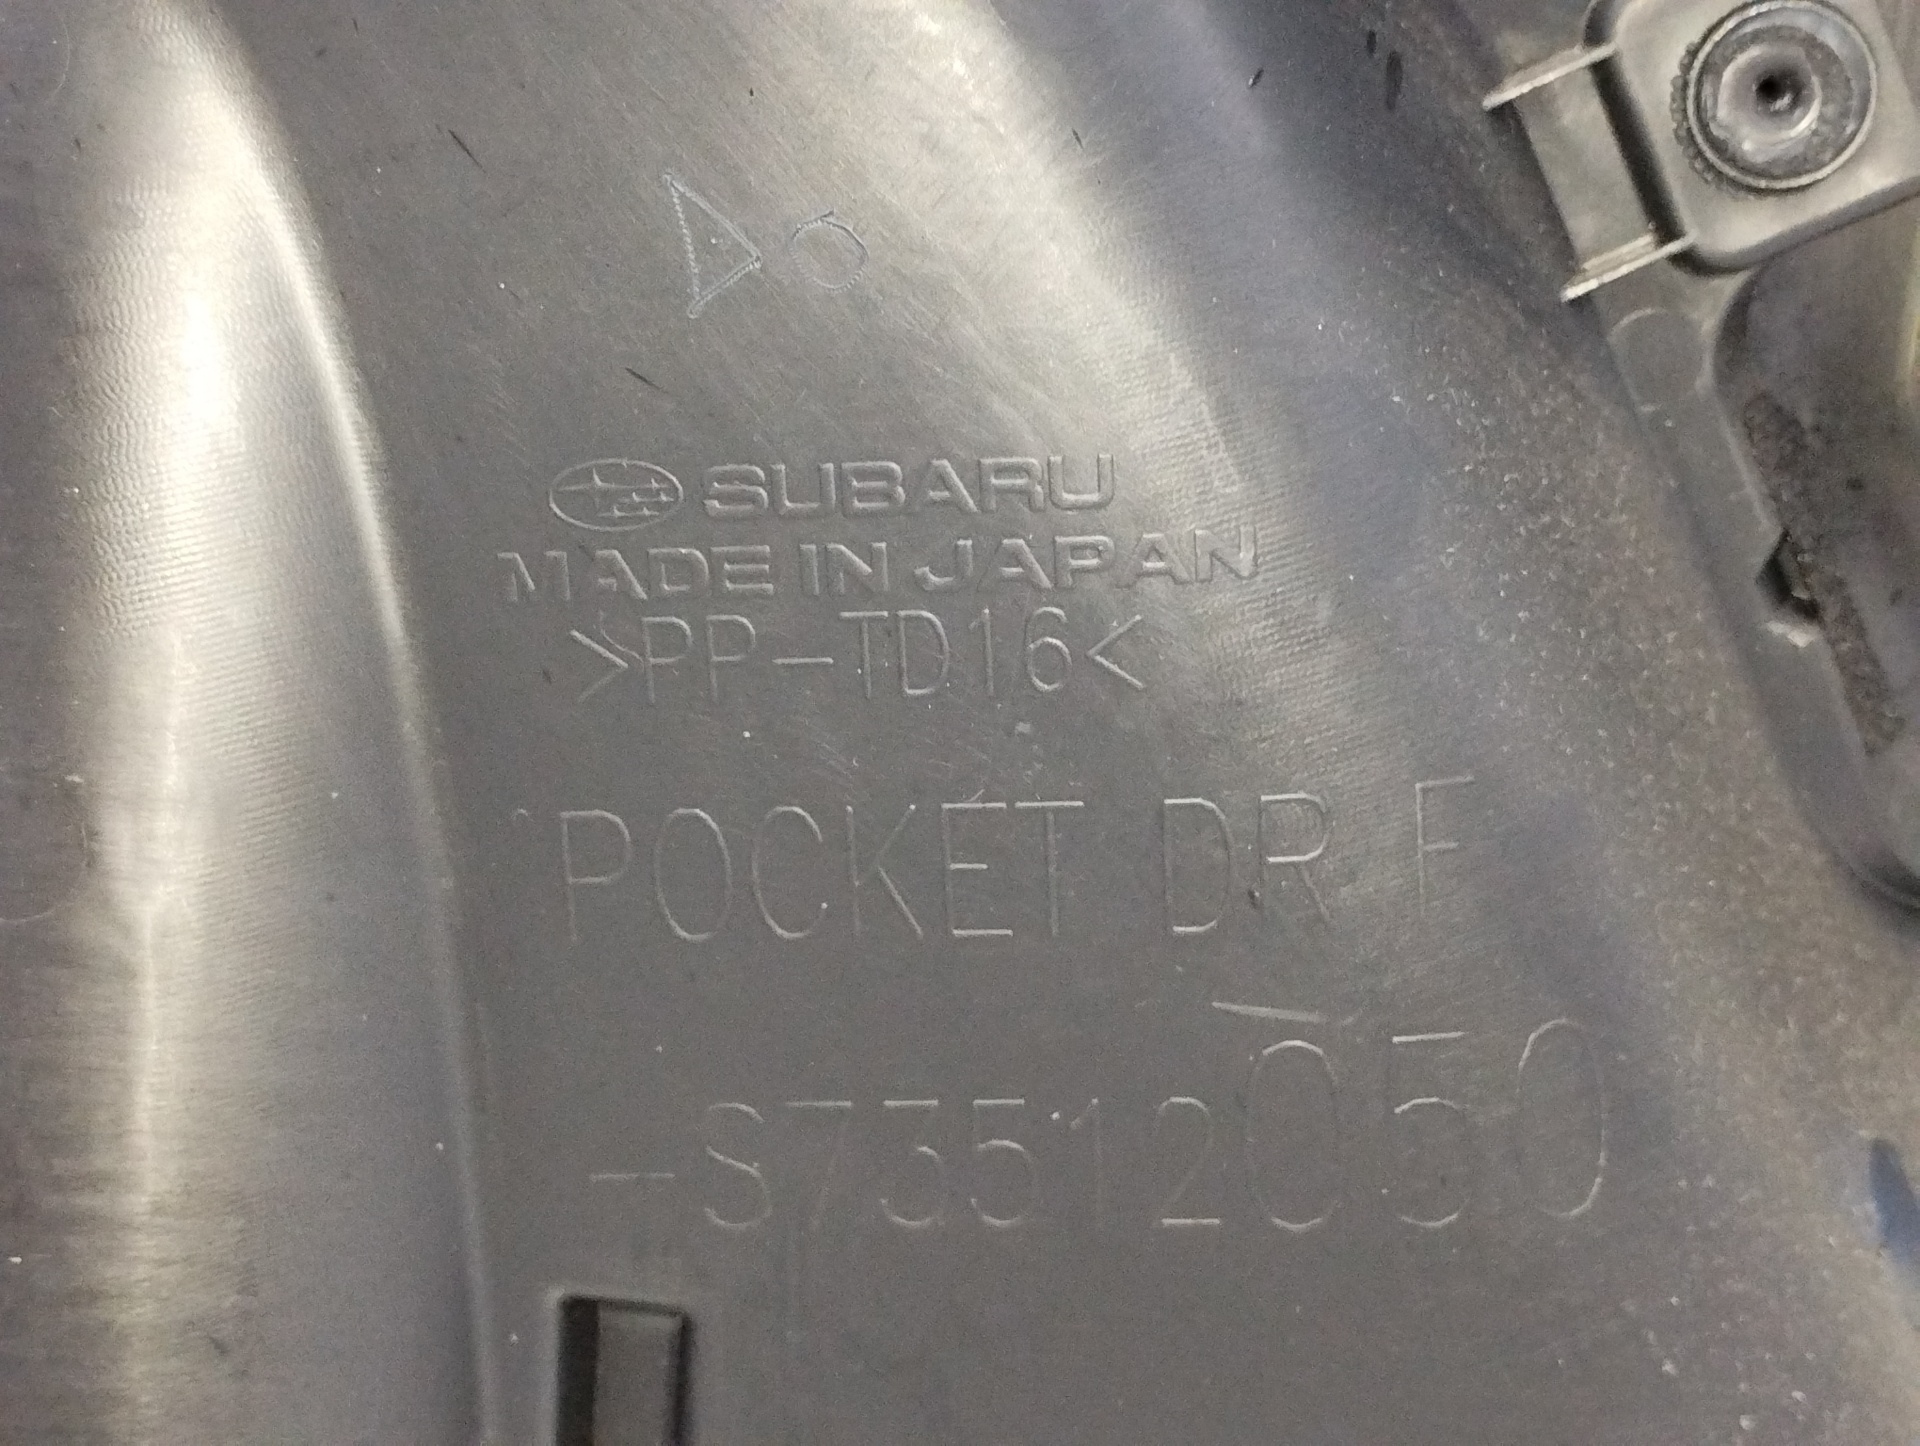 SUBARU
MADE IN JAPAN
>PP-TD16<
POCKET DR F
-S73512050